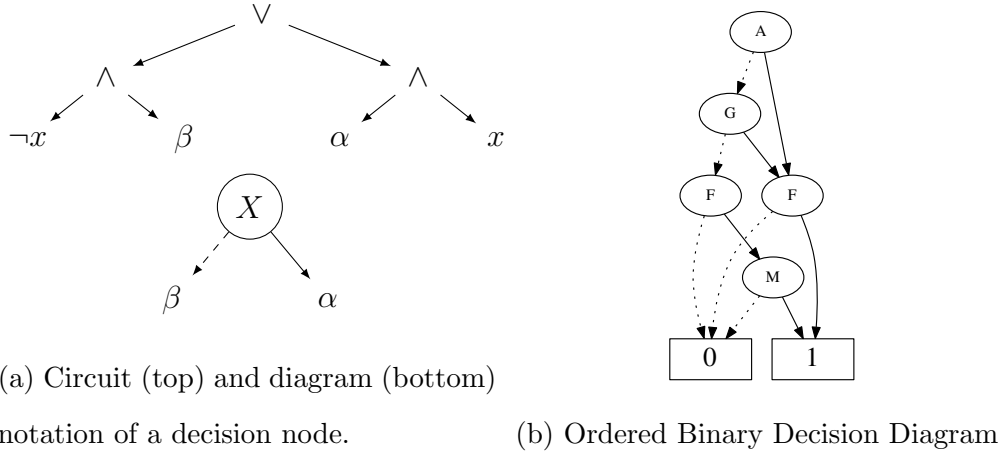 ∨
∧ ∧
¬x β α x
X
β α
(a) Circuit (top) and diagram (bottom)
notation of a decision node.
A
G
F F
M
0 1
(b) Ordered Binary Decision Diagram